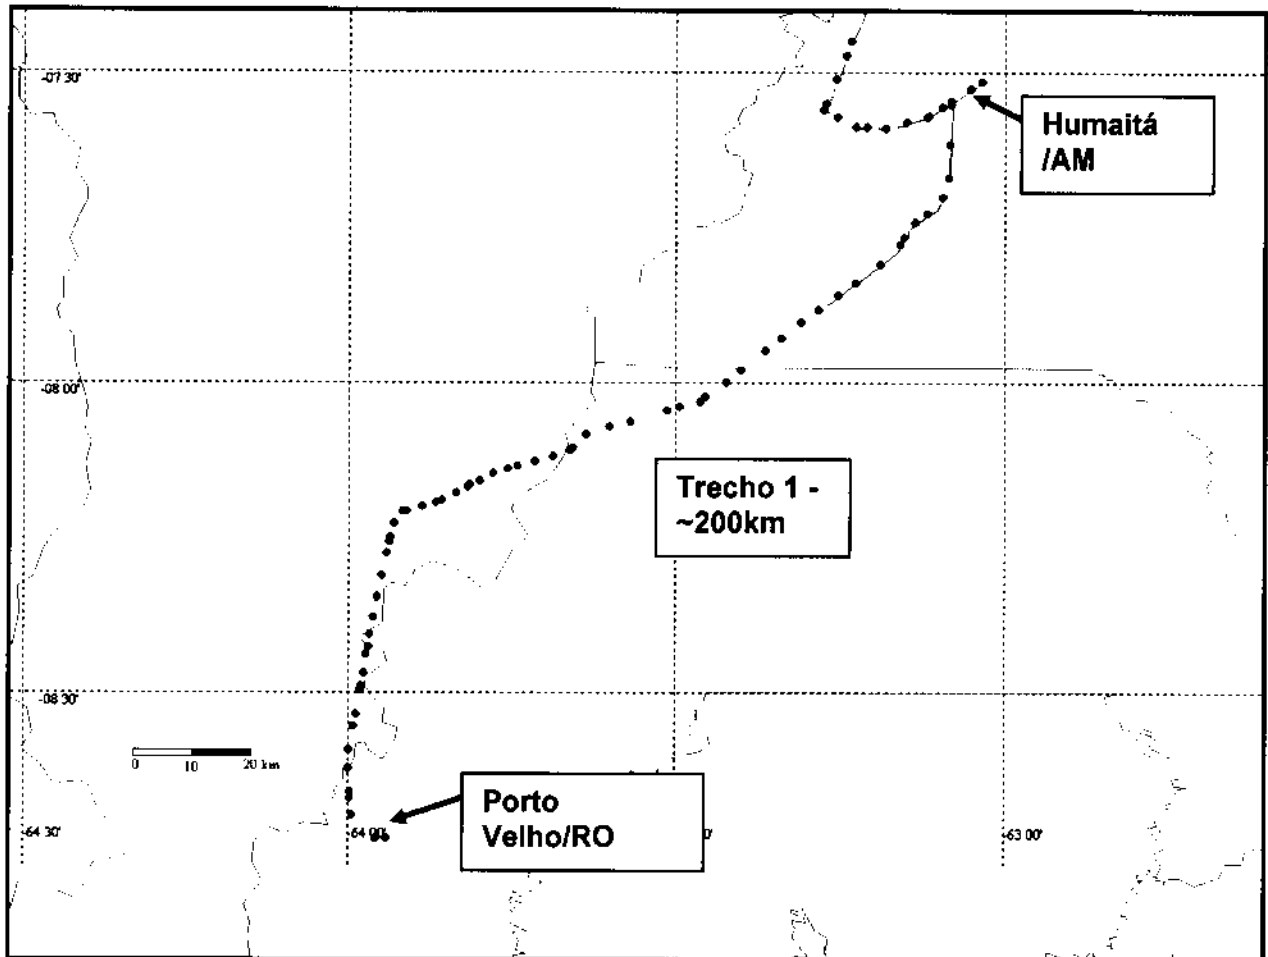 -07 30'
Humaitá
/AM
-08 00'
Trecho 1 -
~200km
-08 30'
0 10 20 km
Porto
Velho/RO
-64 30'
-64 00'
0'
-63 00'